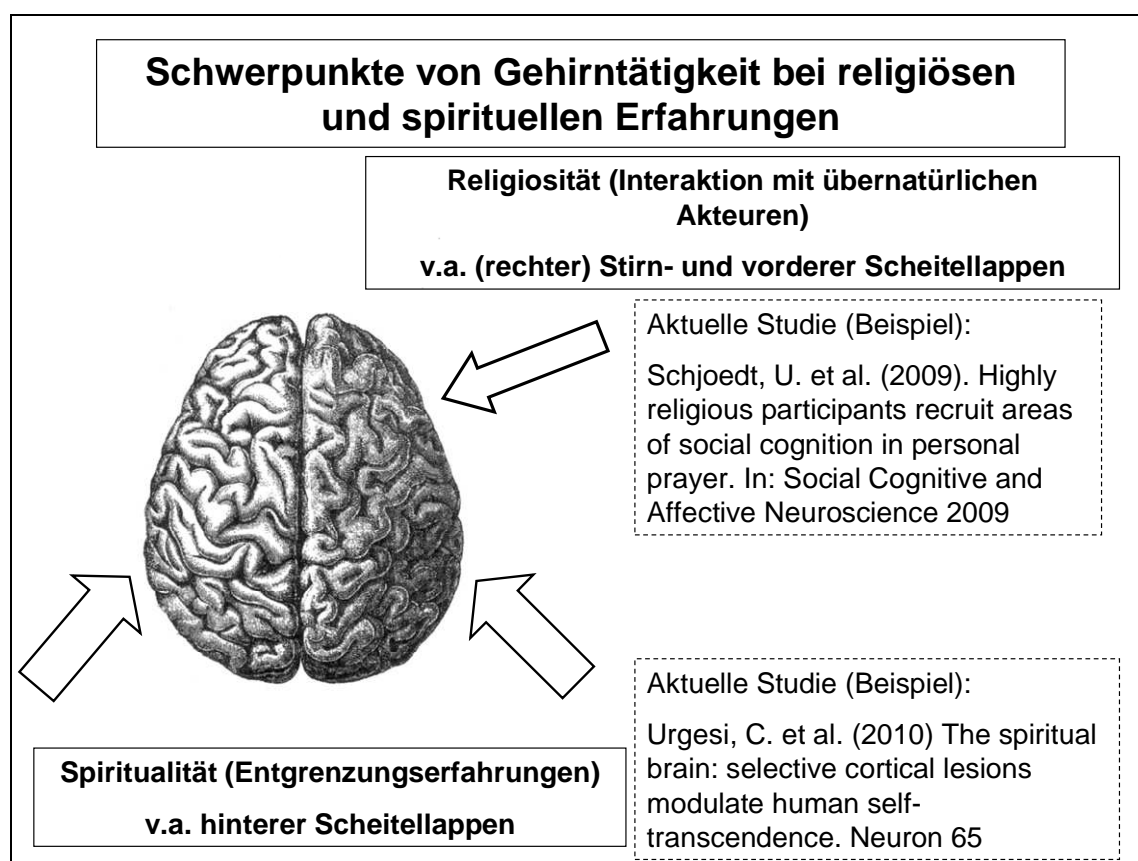 Schwerpunkte von Gehirntätigkeit bei religiösen
und spirituellen Erfahrungen
Religiosität (Interaktion mit übernatürlichen
Akteuren)
v.a. (rechter) Stirn- und vorderer Scheitellappen
Aktuelle Studie (Beispiel):
Schjoedt, U. et al. (2009). Highly
religious participants recruit areas
of social cognition in personal
prayer. In: Social Cognitive and
Affective Neuroscience 2009
Spiritualität (Entgrenzungserfahrungen)
v.a. hinterer Scheitellappen
Aktuelle Studie (Beispiel):
Urgesi, C. et al. (2010) The spiritual
brain: selective cortical lesions
modulate human self-
transcendence. Neuron 65